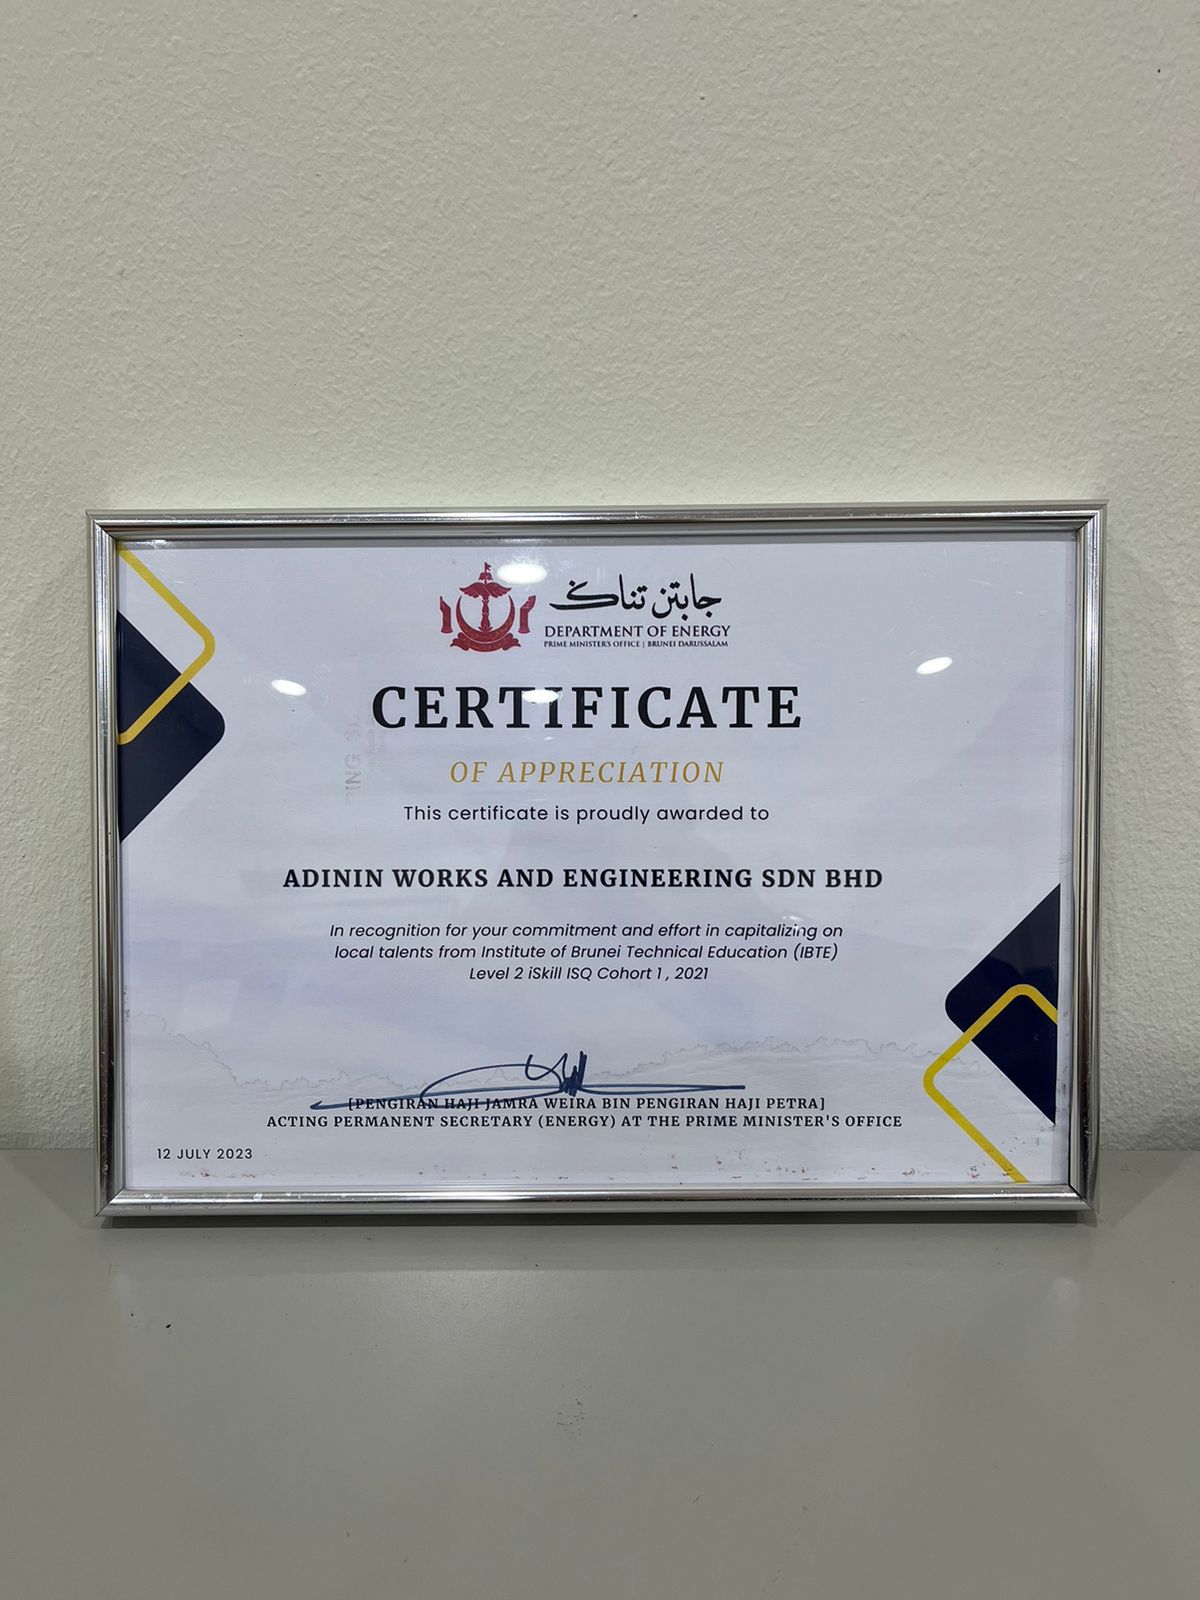 جابتن تناݢ
DEPARTMENT OF ENERGY
PRIME MINISTER'S OFFICE | BRUNEI DARUSSALAM
CERTIFICATE
OF APPRECIATION
This certificate is proudly awarded to
ADININ WORKS AND ENGINEERING SDN BHD
In recognition for your commitment and effort in capitalizing on
local talents from Institute of Brunei Technical Education (IBTE)
Level 2 iSkill ISQ Cohort 1 , 2021
[PENGIRAN HAJI JAMRA WEIRA BIN PENGIRAN HAJI PETRA]
ACTING PERMANENT SECRETARY (ENERGY) AT THE PRIME MINISTER'S OFFICE
12 JULY 2023